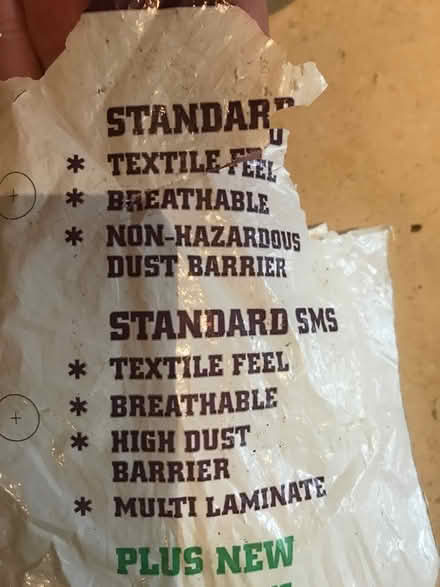 STANDARD
* TEXTILE FEEL
* BREATHABLE
* NON-HAZARDOUS
DUST BARRIER
STANDARD SMS
* TEXTILE FEEL
* BREATHABLE
* HIGH DUST
BARRIER
* MULTI LAMINATE
PLUS NEW